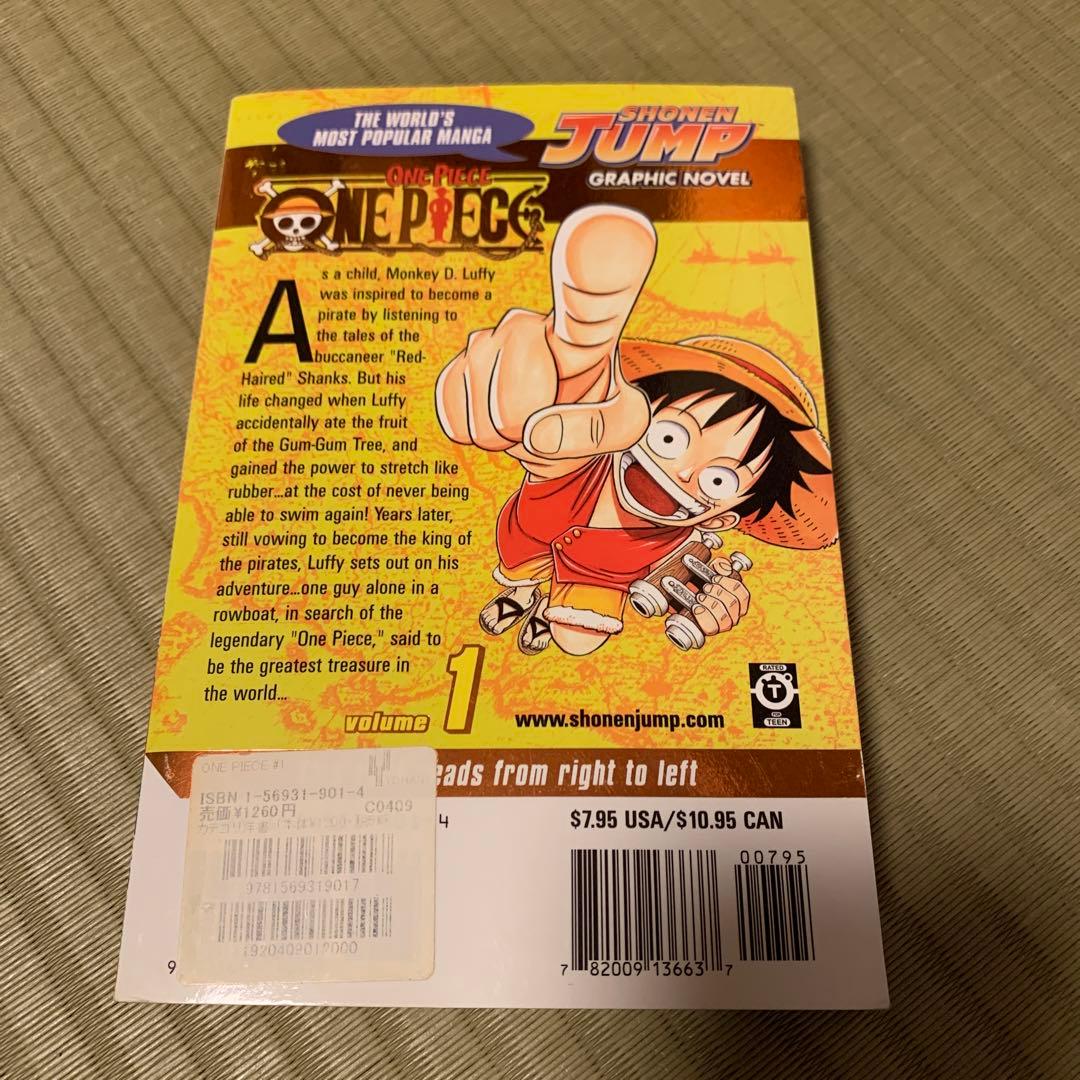 THE WORLD'S
MOST POPULAR MANGA
SHONEN
JUMP
GRAPHIC NOVEL
ONE PIECE
ONE PIECE
As a child, Monkey D. Luffy
was inspired to become a
pirate by listening to
the tales of the
buccaneer "Red-
Haired" Shanks. But his
life changed when Luffy
accidentally ate the fruit
of the Gum-Gum Tree, and
gained the power to stretch like
rubber...at the cost of never being
able to swim again! Years later,
still vowing to become the king of
the pirates, Luffy sets out on his
adventure...one guy alone in a
rowboat, in search of the
legendary "One Piece," said to
be the greatest treasure in
the world...
volume 1
www.shonenjump.com
RATED
T
FOR
TEEN
eads from right to left
ONE PIECE #1
ISBN 1-56931-901-4
売価¥1260円 C0409
9781569319017
1920409012000
4
$7.95 USA/$10.95 CAN
00795
7 82009 13663 7
9